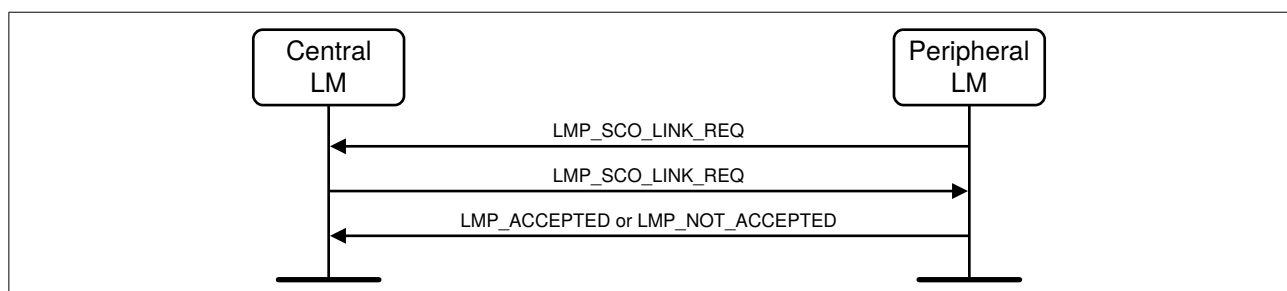 Central
LM
Peripheral
LM
LMP_SCO_LINK_REQ
LMP_SCO_LINK_REQ
LMP_ACCEPTED or LMP_NOT_ACCEPTED